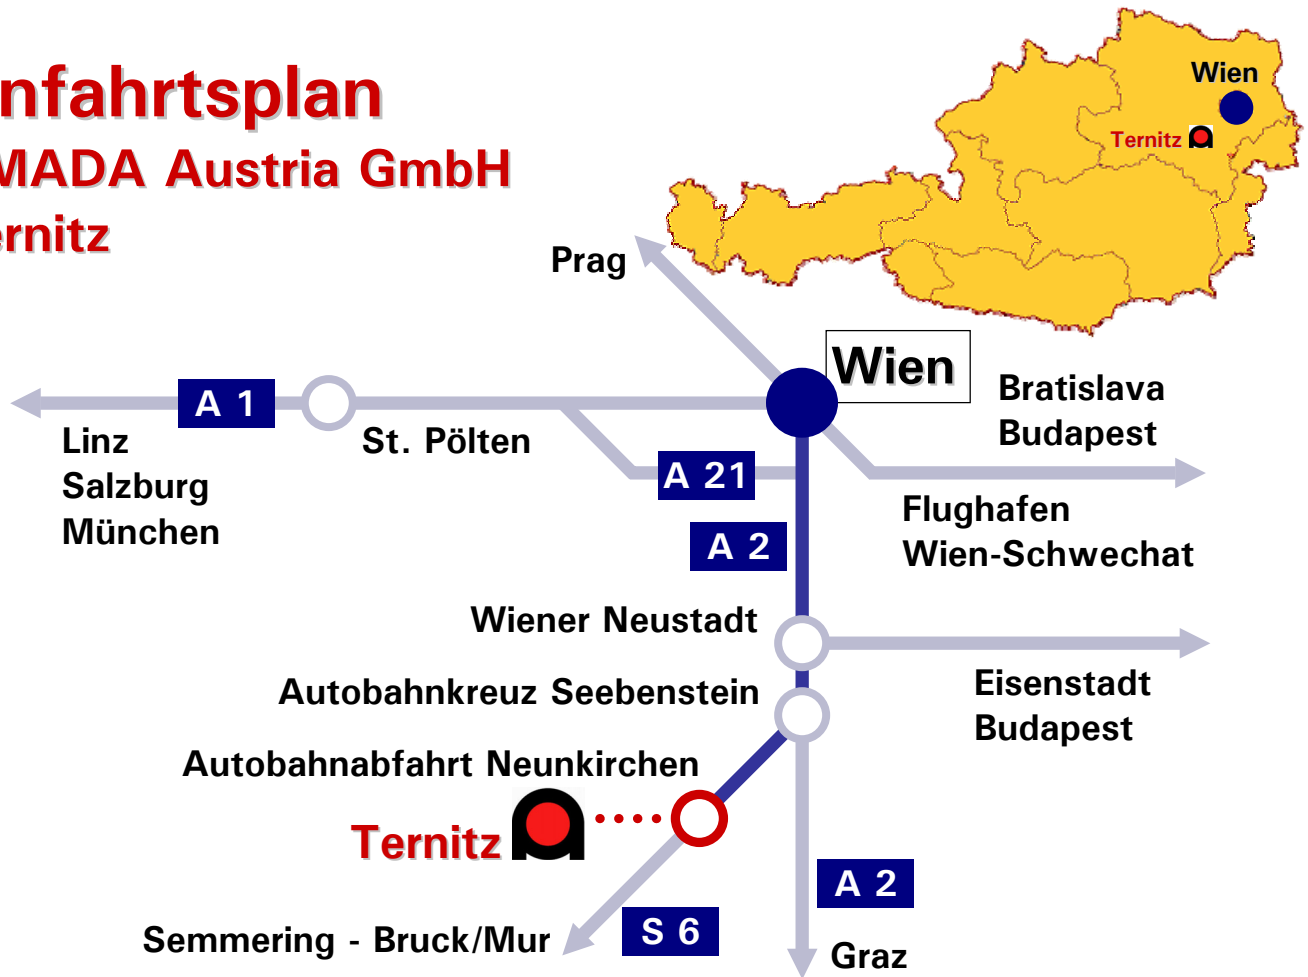 nfahrtsplan
MADA Austria GmbH
ernitz
Wien
Ternitz
Prag
Wien
Bratislava
Budapest
A 1
Linz
Salzburg
München
St. Pölten
A 21
Flughafen
Wien-Schwechat
A 2
Wiener Neustadt
Autobahnkreuz Seebenstein
Eisenstadt
Budapest
Autobahnabfahrt Neunkirchen
Ternitz
A 2
S 6
Semmering - Bruck/Mur
Graz